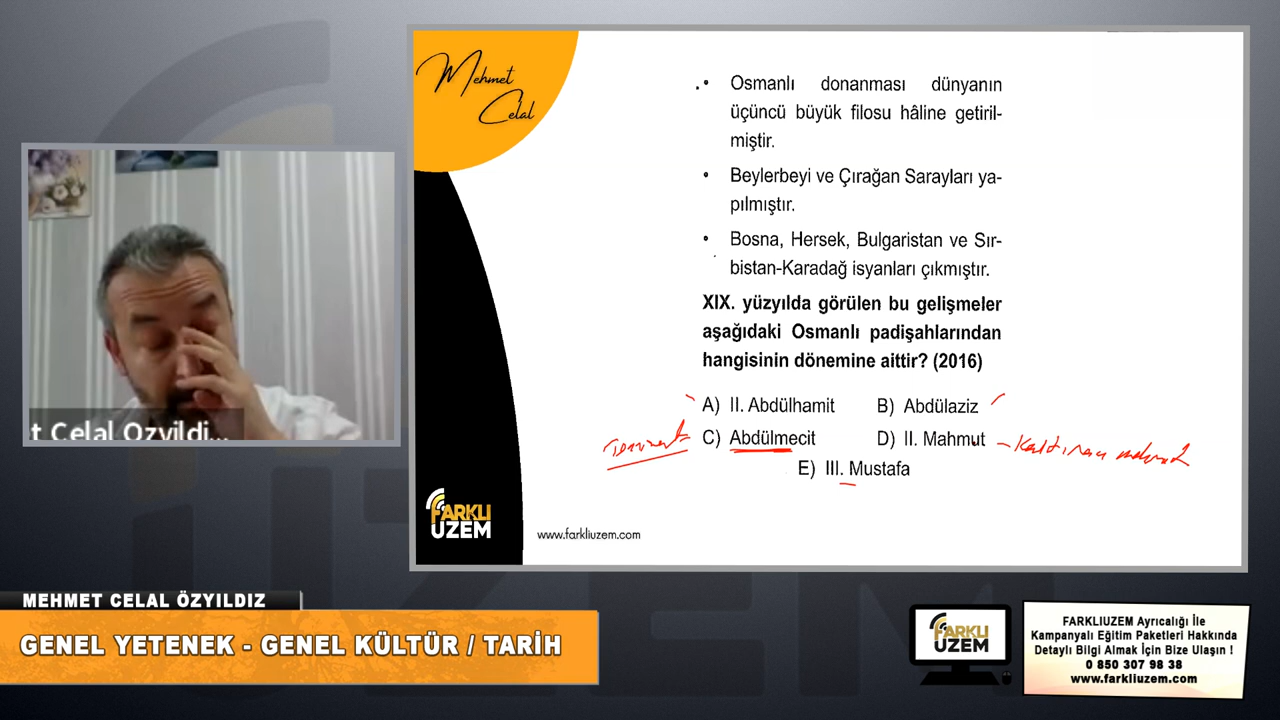 Mehmet
Celal
• Osmanlı donanması dünyanın
üçüncü büyük filosu hâline getiril-
miştir.
• Beylerbeyi ve Çırağan Sarayları ya-
pılmıştır.
• Bosna, Hersek, Bulgaristan ve Sır-
bistan-Karadağ isyanları çıkmıştır.
XIX. yüzyılda görülen bu gelişmeler
aşağıdaki Osmanlı padişahlarından
hangisinin dönemine aittir? (2016)
A) II. Abdülhamit B) Abdülaziz
C) Abdülmecit D) II. Mahmut
E) III. Mustafa
t Celal Özyıldı...
FARKLI
UZEM
www.farkliuzem.com
MEHMET CELAL ÖZYILDIZ
GENEL YETENEK - GENEL KÜLTÜR / TARİH
FARKLI
UZEM
FARKLIUZEM Ayrıcalığı İle
Kampanyalı Eğitim Paketleri Hakkında
Detaylı Bilgi Almak İçin Bize Ulaşın !
0 850 307 98 38
www.farkliuzem.com